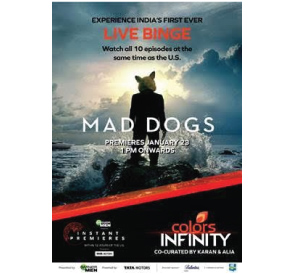 EXPERIENCE INDIA'S FIRST EVER
LIVE BINGE
Watch all 10 episodes at the
same time as the U.S.
MAD DOGS
PREMIERES JANUARY 23
1 PM ONWARDS
INSTANT
PREMIERES
colors
INFINITY
CO-CURATED BY KARAN & ALIA
MEN
TATA MOTORS